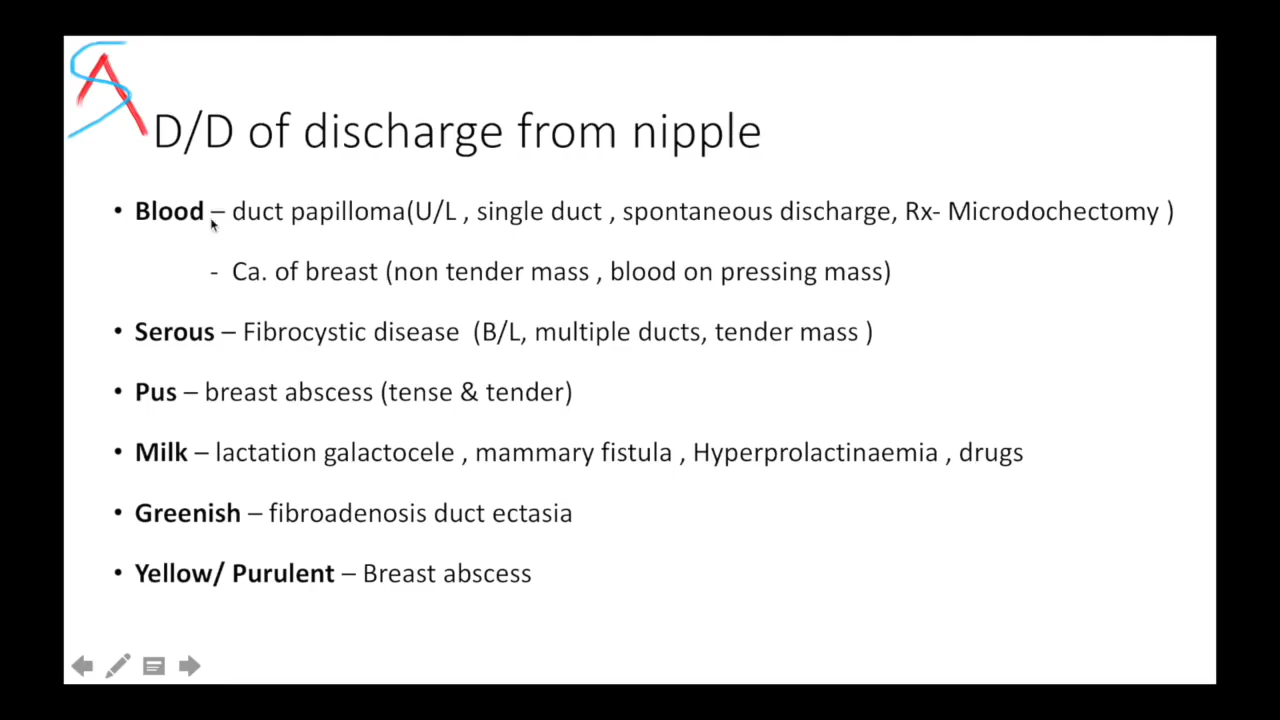 SA
D/D of discharge from nipple
• Blood – duct papilloma(U/L , single duct , spontaneous discharge, Rx- Microdochectomy )
- Ca. of breast (non tender mass , blood on pressing mass)
• Serous – Fibrocystic disease (B/L, multiple ducts, tender mass )
• Pus – breast abscess (tense & tender)
• Milk – lactation galactocele , mammary fistula , Hyperprolactinaemia , drugs
• Greenish – fibroadenosis duct ectasia
• Yellow/ Purulent – Breast abscess